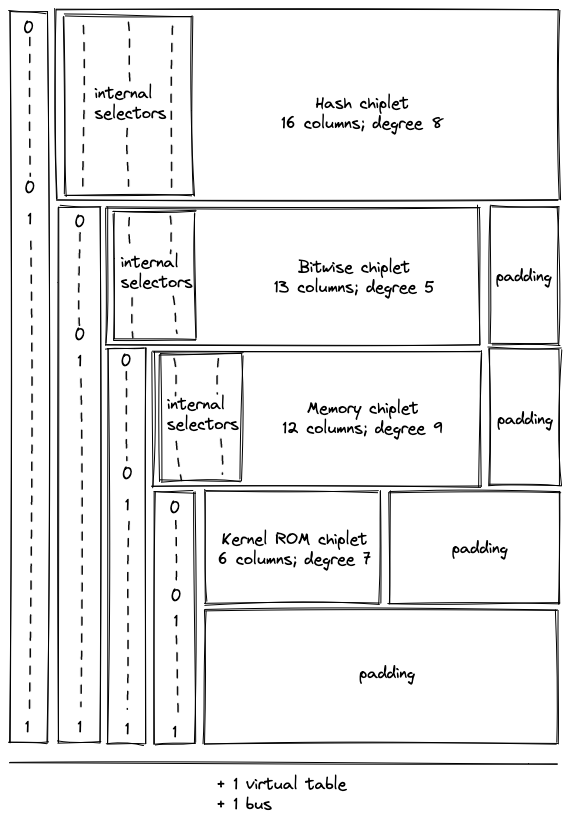 0
0
1
1
internal
selectors
Hash chiplet
16 columns; degree 8
0
0
1
1
internal
selectors
Bitwise chiplet
13 columns; degree 5
padding
0
0
1
1
internal
selectors
Memory chiplet
12 columns; degree 9
padding
0
0
1
1
Kernel ROM chiplet
6 columns; degree 7
padding
padding
+ 1 virtual table
+ 1 bus